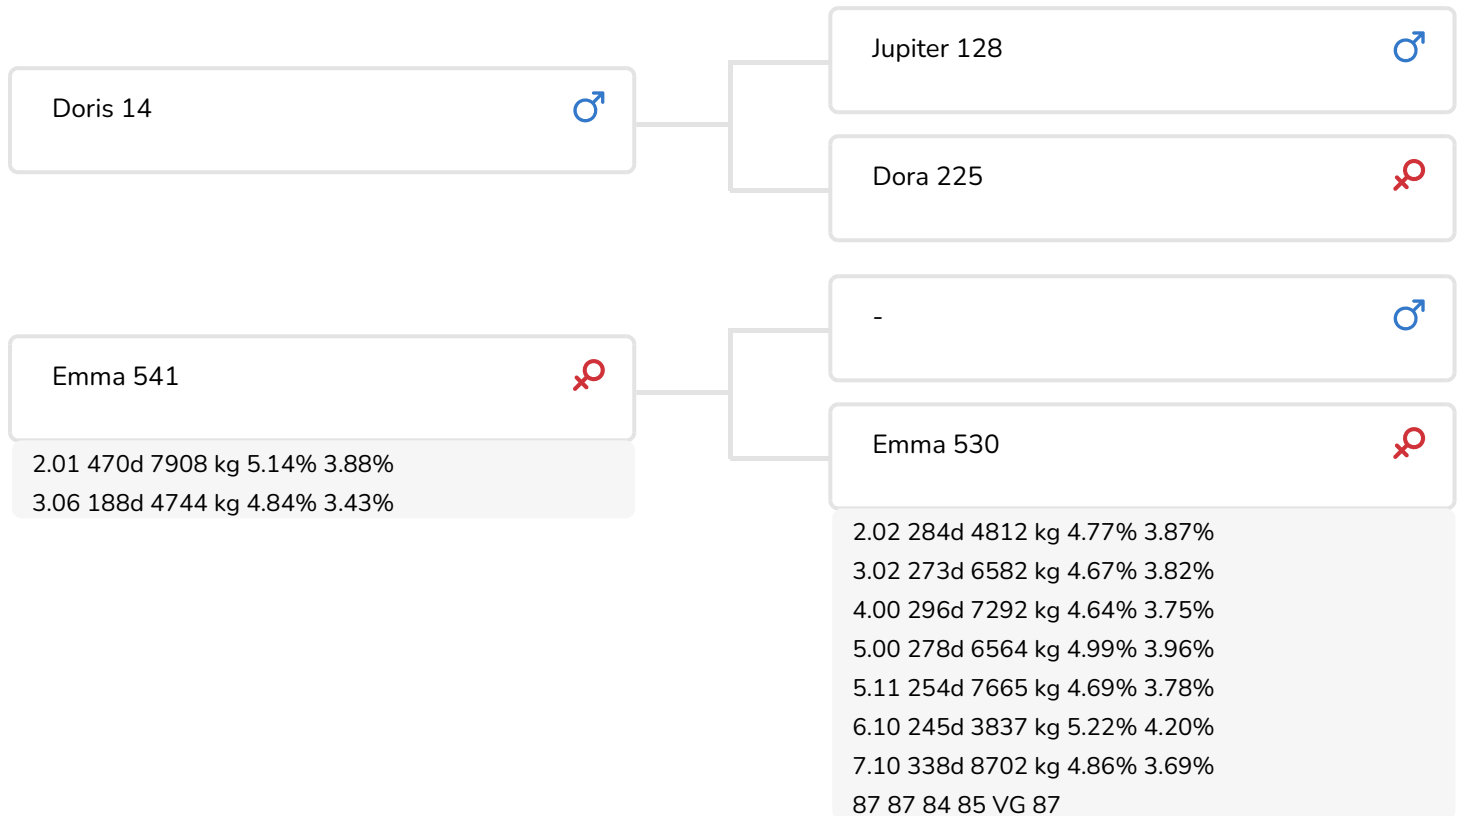 Jupiter 128
Doris 14
Dora 225
-
Emma 541
2.01 470d 7908 kg 5.14% 3.88%
3.06 188d 4744 kg 4.84% 3.43%
Emma 530
2.02 284d 4812 kg 4.77% 3.87%
3.02 273d 6582 kg 4.67% 3.82%
4.00 296d 7292 kg 4.64% 3.75%
5.00 278d 6564 kg 4.99% 3.96%
5.11 254d 7665 kg 4.69% 3.78%
6.10 245d 3837 kg 5.22% 4.20%
7.10 338d 8702 kg 4.86% 3.69%
87 87 84 85 VG 87